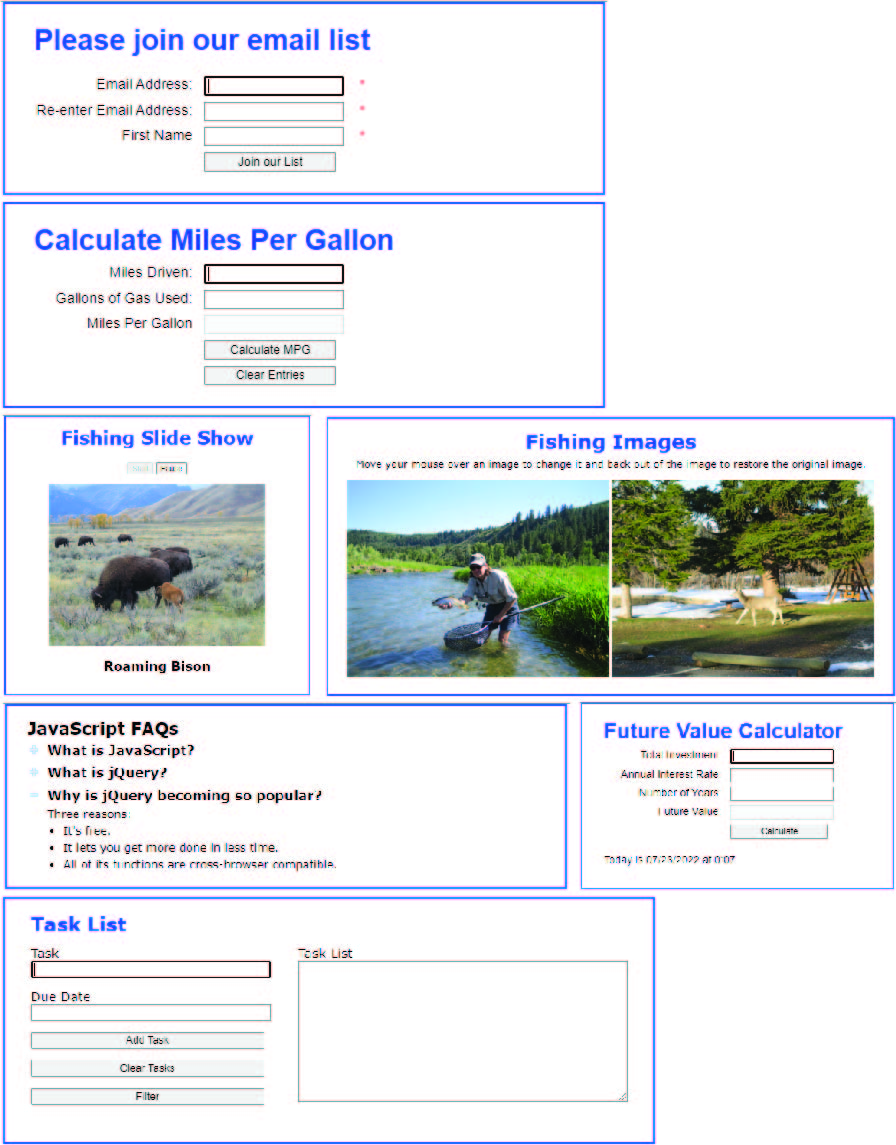 Please join our email list
Email Address: *
Re-enter Email Address: *
First Name *
Join our List
Calculate Miles Per Gallon
Miles Driven:
Gallons of Gas Used:
Miles Per Gallon
Calculate MPG
Clear Entries
Fishing Slide Show
Roaming Bison
Fishing Images
Move your mouse over an image to change it and back out of the image to restore the original image.
JavaScript FAQs
What is JavaScript?
What is jQuery?
Why is jQuery becoming so popular?
Three reasons:
• It's free.
• It lets you get more done in less time.
• All of its functions are cross-browser compatible.
Future Value Calculator
Total Investment
Annual Interest Rate
Number of Years
Future Value
Calculate
Today is 07/23/2022 at 0:07
Task List
Task
Due Date
Add Task
Clear Tasks
Filter
Task List